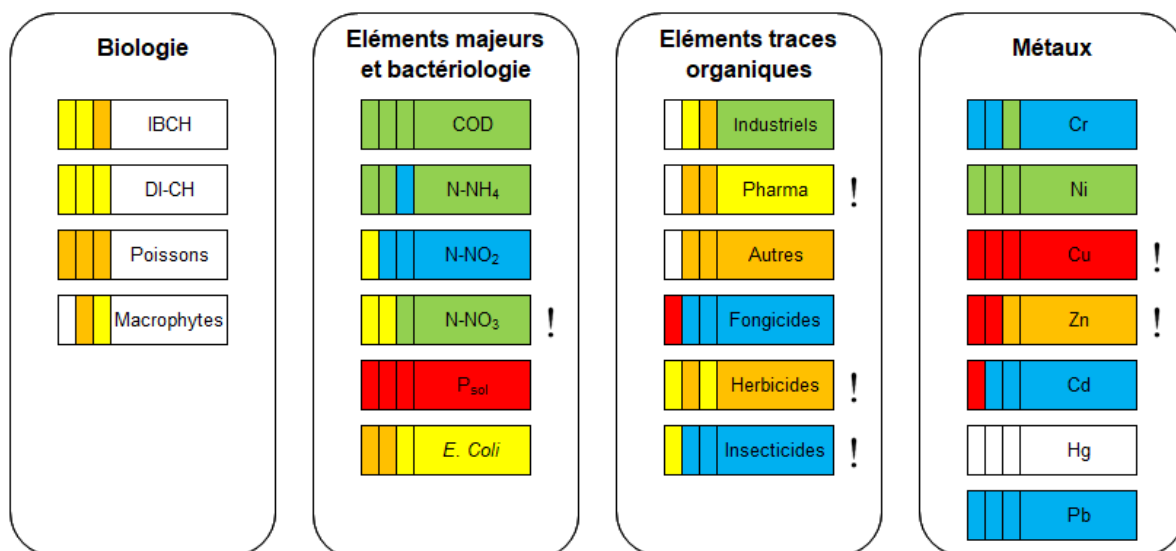 Biologie
IBCH
DI-CH
Poissons
Macrophytes
Eléments majeurs
et bactériologie
COD
N-NH₄
N-NO₂
N-NO₃ !
Pₛₒₗ
E. Coli
Eléments traces
organiques
Industriels
Pharma !
Autres
Fongicides
Herbicides !
Insecticides !
Métaux
Cr
Ni
Cu !
Zn !
Cd
Hg
Pb